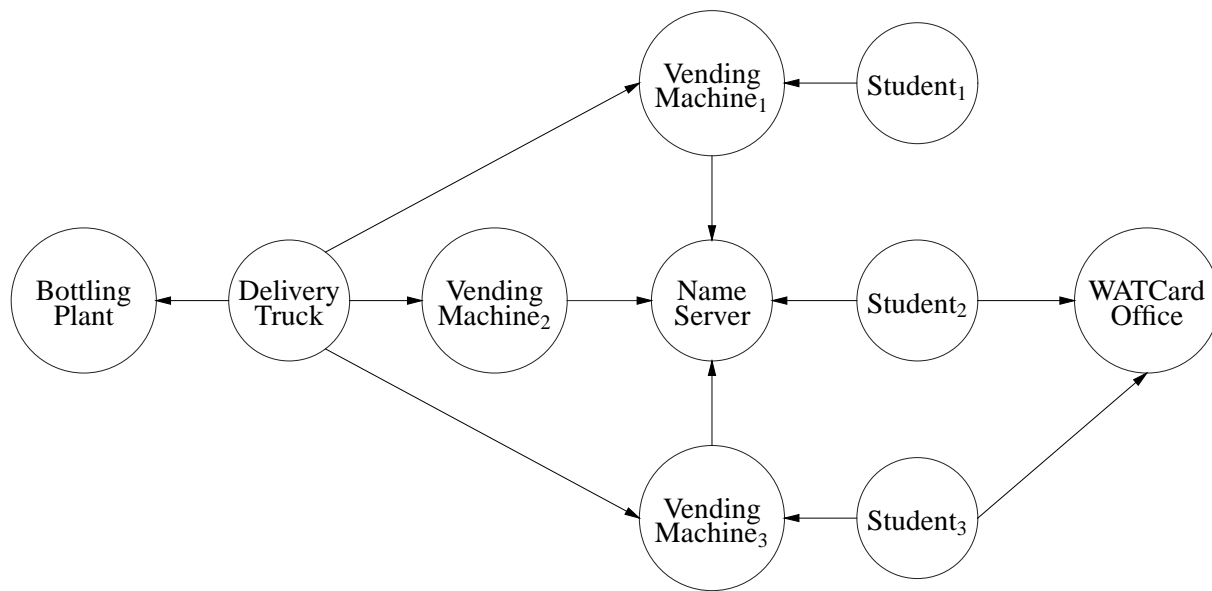 Vending
Machine₁
Student₁
Bottling
Plant
Delivery
Truck
Vending
Machine₂
Name
Server
Student₂
WATCard
Office
Vending
Machine₃
Student₃